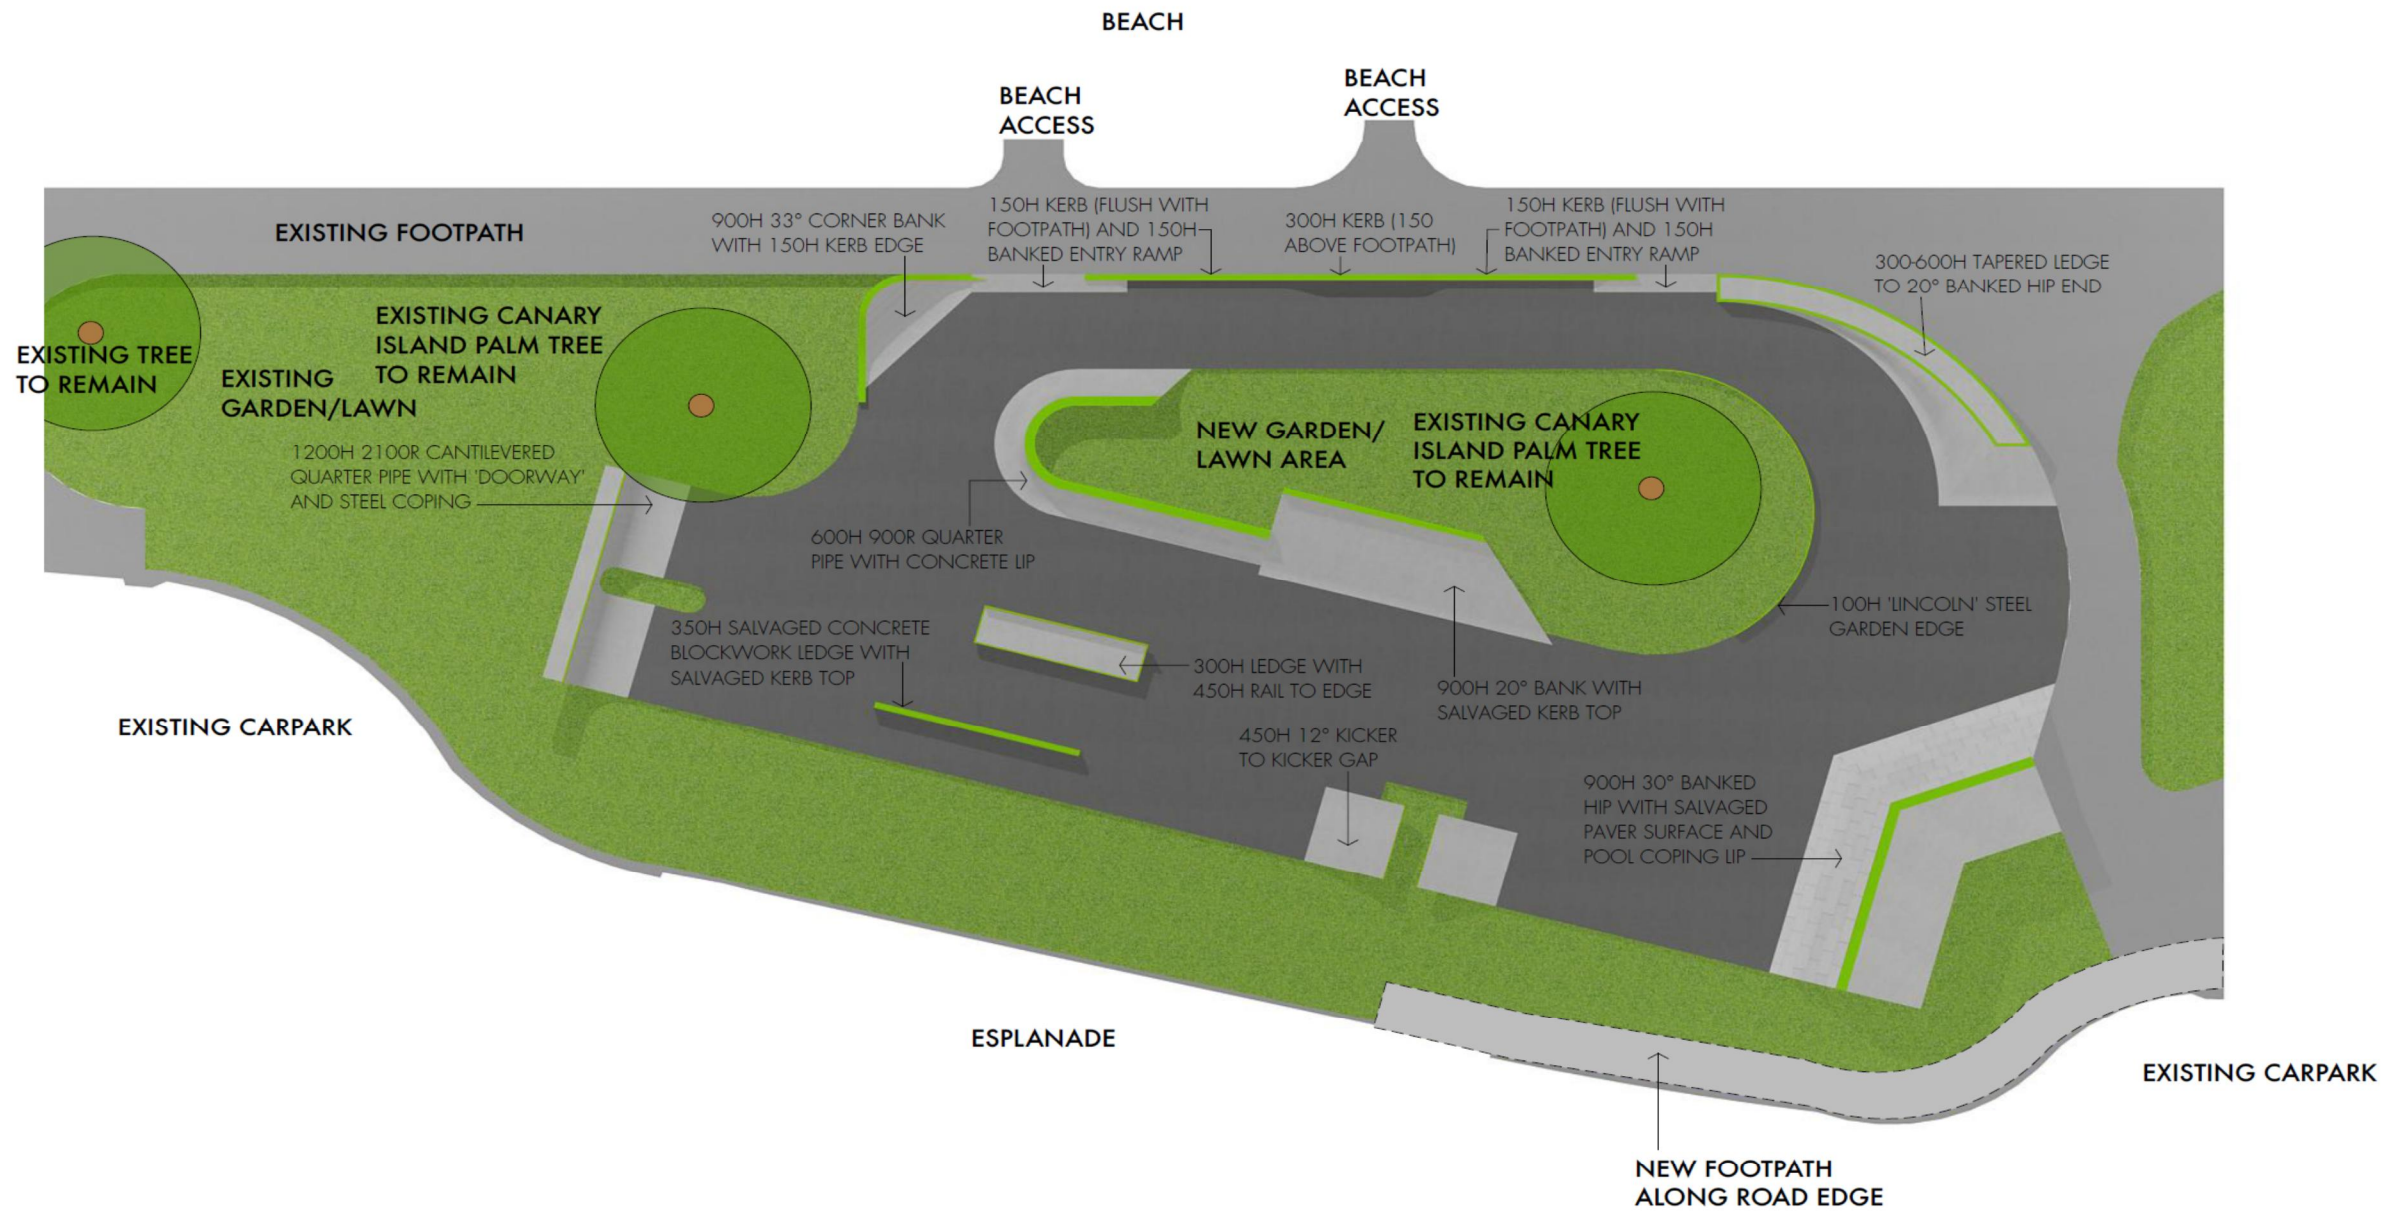 BEACH
BEACH
ACCESS
BEACH
ACCESS
EXISTING FOOTPATH
900H 33° CORNER BANK
WITH 150H KERB EDGE
150H KERB (FLUSH WITH
FOOTPATH) AND 150H
BANKED ENTRY RAMP
300H KERB (150
ABOVE FOOTPATH)
150H KERB (FLUSH WITH
FOOTPATH) AND 150H
BANKED ENTRY RAMP
300-600H TAPERED LEDGE
TO 20° BANKED HIP END
EXISTING TREE
TO REMAIN
EXISTING CANARY
ISLAND PALM TREE
TO REMAIN
EXISTING
GARDEN/LAWN
NEW GARDEN/
LAWN AREA
EXISTING CANARY
ISLAND PALM TREE
TO REMAIN
1200H 2100R CANTILEVERED
QUARTER PIPE WITH 'DOORWAY'
AND STEEL COPING
600H 900R QUARTER
PIPE WITH CONCRETE LIP
350H SALVAGED CONCRETE
BLOCKWORK LEDGE WITH
SALVAGED KERB TOP
300H LEDGE WITH
450H RAIL TO EDGE
900H 20° BANK WITH
SALVAGED KERB TOP
100H 'LINCOLN' STEEL
GARDEN EDGE
450H 12° KICKER
TO KICKER GAP
900H 30° BANKED
HIP WITH SALVAGED
PAVER SURFACE AND
POOL COPING LIP
EXISTING CARPARK
ESPLANADE
EXISTING CARPARK
NEW FOOTPATH
ALONG ROAD EDGE